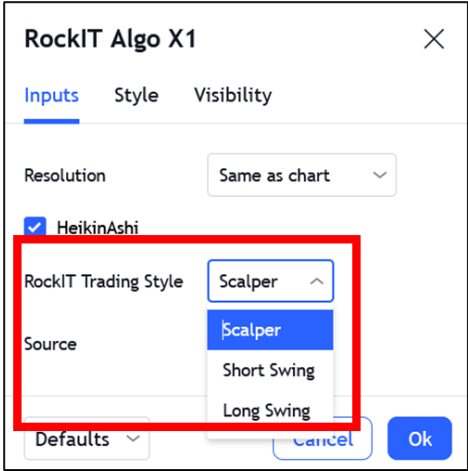 RockIT Algo X1
Inputs Style Visibility
Resolution Same as chart
HeikinAshi
RockIT Trading Style Scalper
Scalper
Source
Short Swing
Long Swing
Defaults Cancel Ok